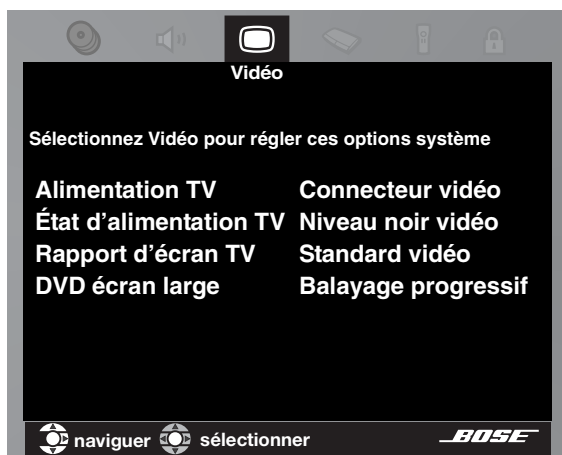 Vidéo
Sélectionnez Vidéo pour régler ces options système
Alimentation TV
État d'alimentation TV
Rapport d'écran TV
DVD écran large
Connecteur vidéo
Niveau noir vidéo
Standard vidéo
Balayage progressif
naviguer sélectionner BOSE